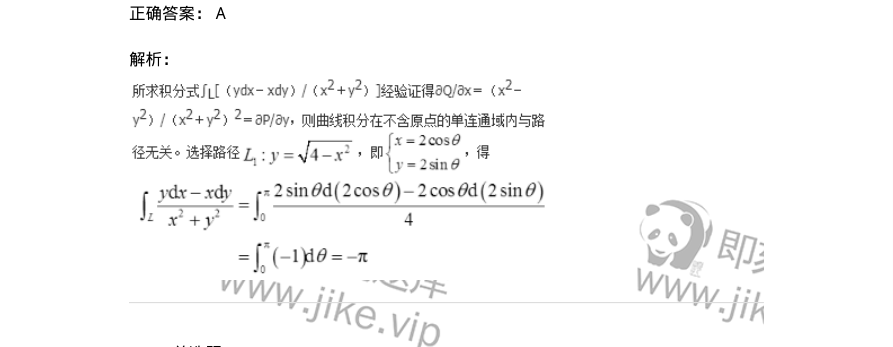 正确答案： A
解析：
所求积分式∫L[（ydx－xdy）/（x2＋y2）]经验证得∂Q/∂x＝（x2－
y2）/（x2＋y2）2＝∂P/∂y，则曲线积分在不含原点的单连通域内与路
径无关。选择路径 L₁ : y = √(4−x²) ，即 {x = 2cosθ y = 2sinθ ，得
∫_L (ydx − xdy)/(x² + y²) = ∫₀^π (2sinθd(2cosθ) − 2cosθd(2sinθ))/4
= ∫₀^π (−1)dθ = −π
即
www.jike.vip
www.jik